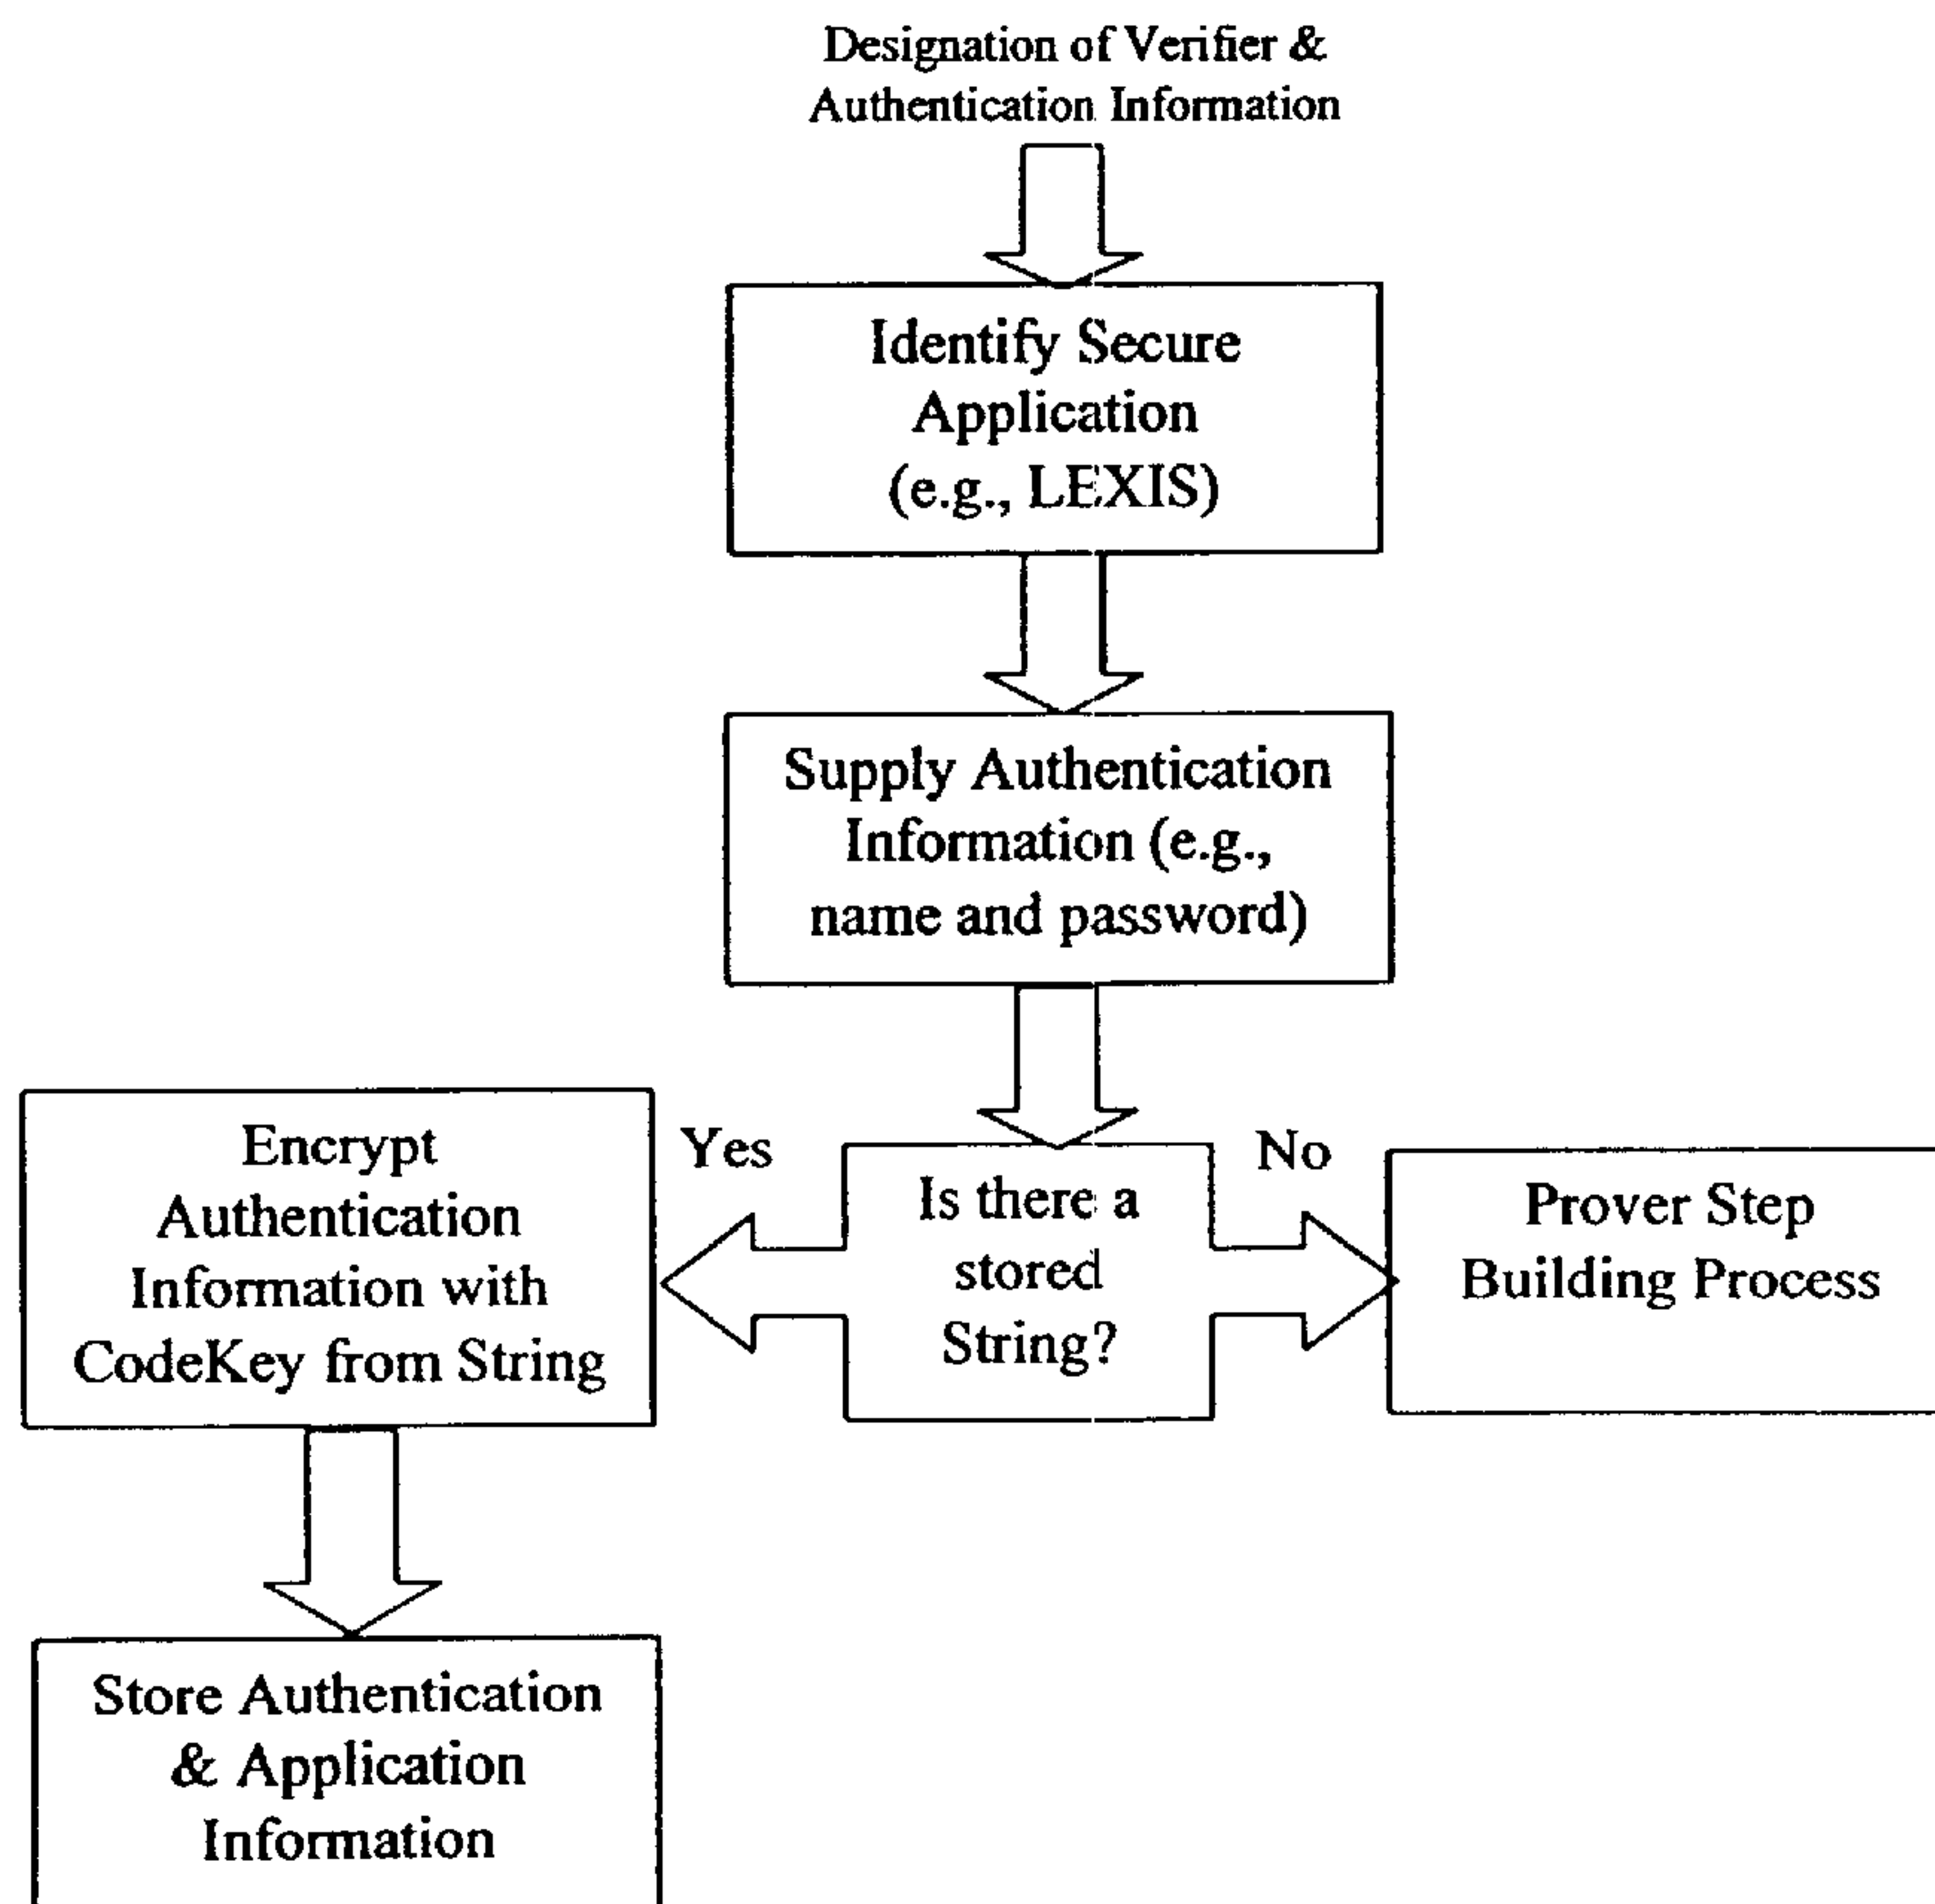 Designation of Verifier &
Authentication Information
Identify Secure
Application
(e.g., LEXIS)
Supply Authentication
Information (e.g.,
name and password)
Encrypt
Authentication
Information with
CodeKey from String
Yes
Is there a
stored
String?
No
Prover Step
Building Process
Store Authentication
& Application
Information